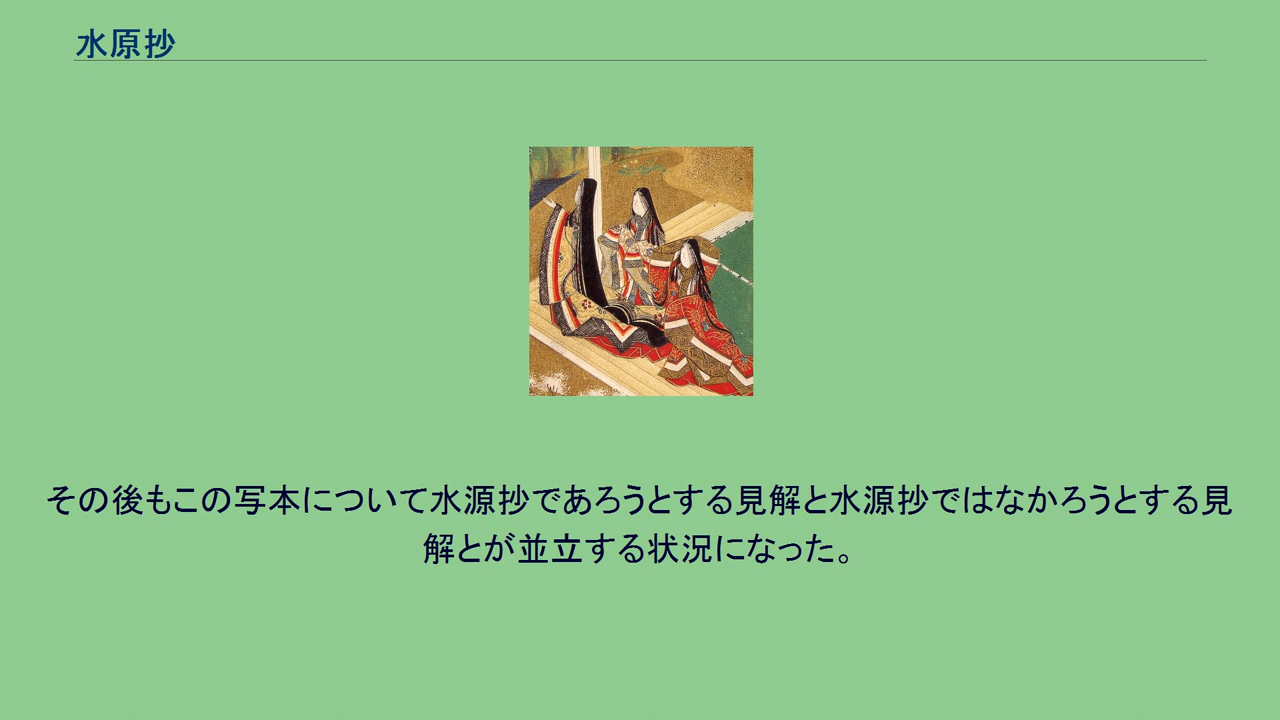 水原抄
その後もこの写本について水源抄であろうとする見解と水源抄ではなかろうとする見
解とが並立する状況になった。